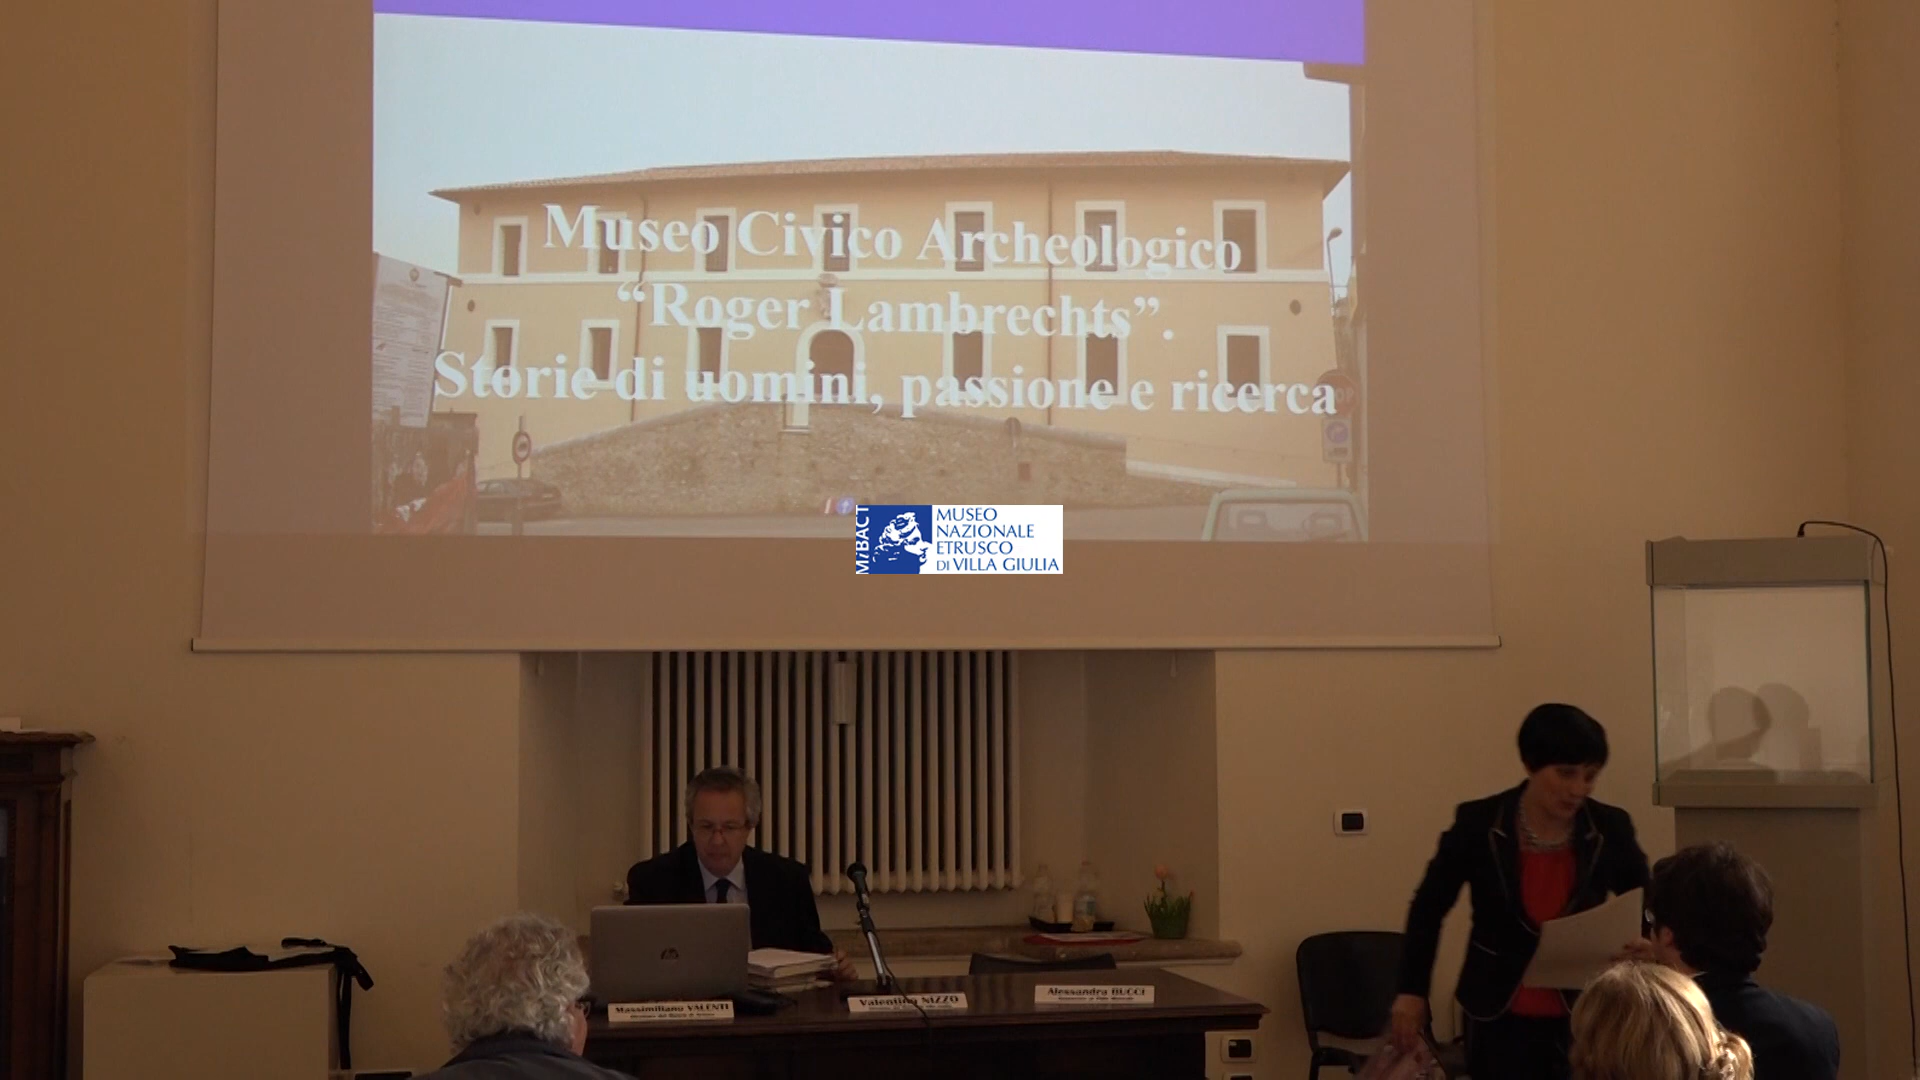 Museo Civico Archeologico
“Roger Lambrechts”.
Storie di uomini, passione e ricerca
MiBACT
MUSEO
NAZIONALE
ETRUSCO
DI VILLA GIULIA
hp
Massimiliano VALENTI
Valentino NIZZO
Alessandra BUCCI